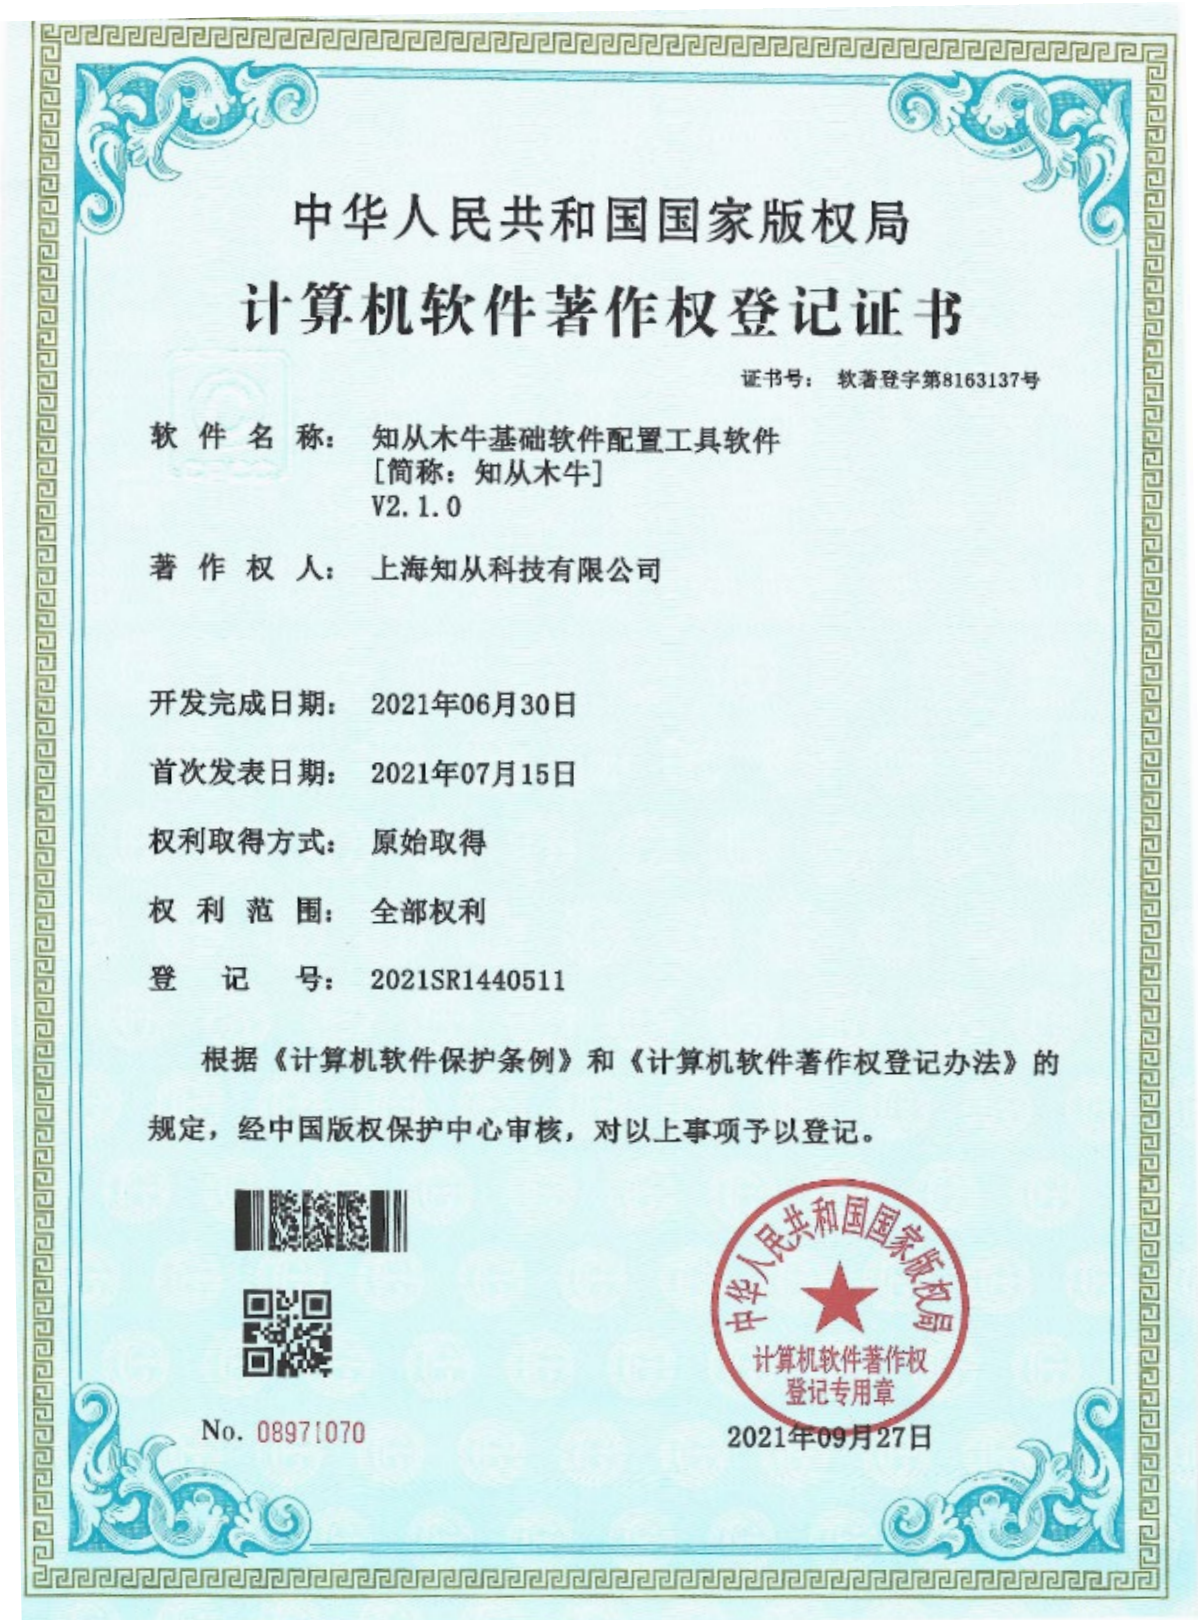 中华人民共和国国家版权局
计算机软件著作权登记证书
证书号： 软著登字第8163137号
软件名称： 知从木牛基础软件配置工具软件
[简称：知从木牛]
V2.1.0
著作权人： 上海知从科技有限公司
开发完成日期： 2021年06月30日
首次发表日期： 2021年07月15日
权利取得方式： 原始取得
权利范围： 全部权利
登记号： 2021SR1440511
根据《计算机软件保护条例》和《计算机软件著作权登记办法》的
规定，经中国版权保护中心审核，对以上事项予以登记。
中华人民共和国国家版权局
计算机软件著作权
登记专用章
No. 08971070
2021年09月27日